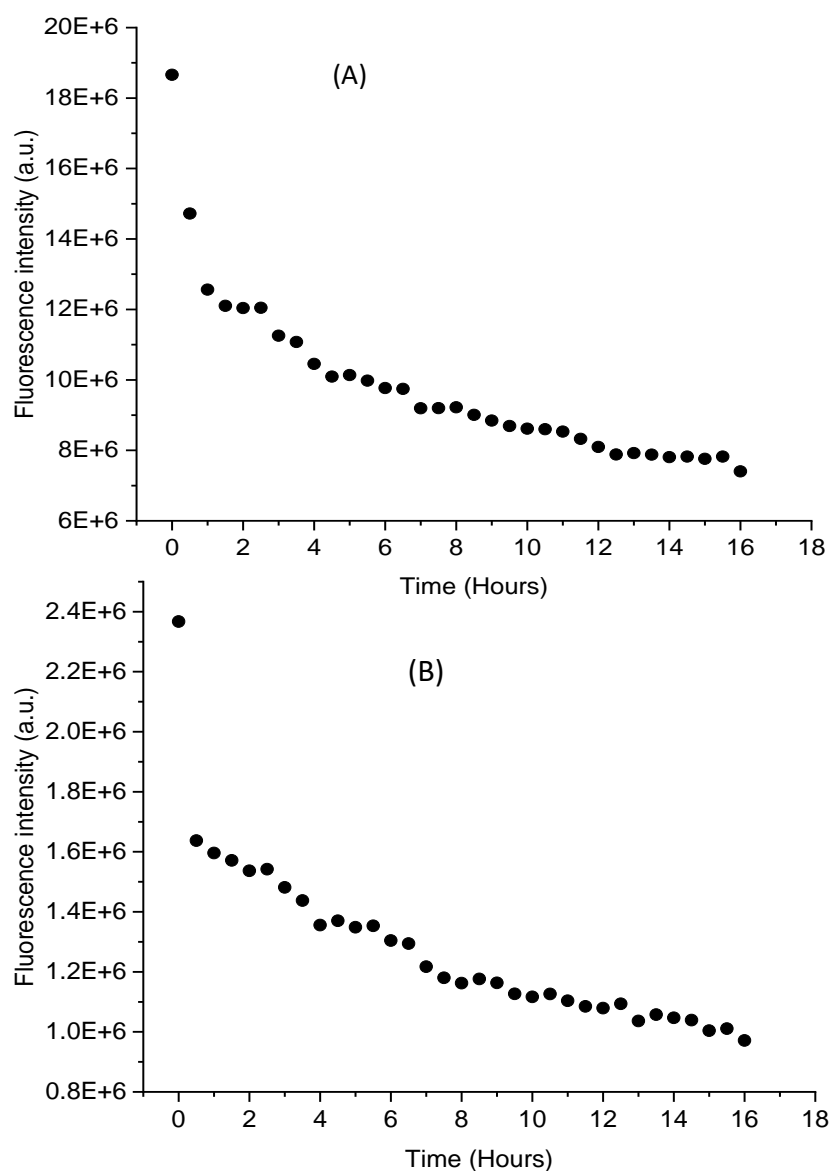 20E+6
(A)
18E+6
16E+6
14E+6
12E+6
10E+6
8E+6
6E+6
Fluorescence intensity (a.u.)
0 2 4 6 8 10 12 14 16 18
Time (Hours)
2.4E+6
(B)
2.2E+6
2.0E+6
1.8E+6
1.6E+6
1.4E+6
1.2E+6
1.0E+6
0.8E+6
Fluorescence intensity (a.u.)
0 2 4 6 8 10 12 14 16 18
Time (Hours)